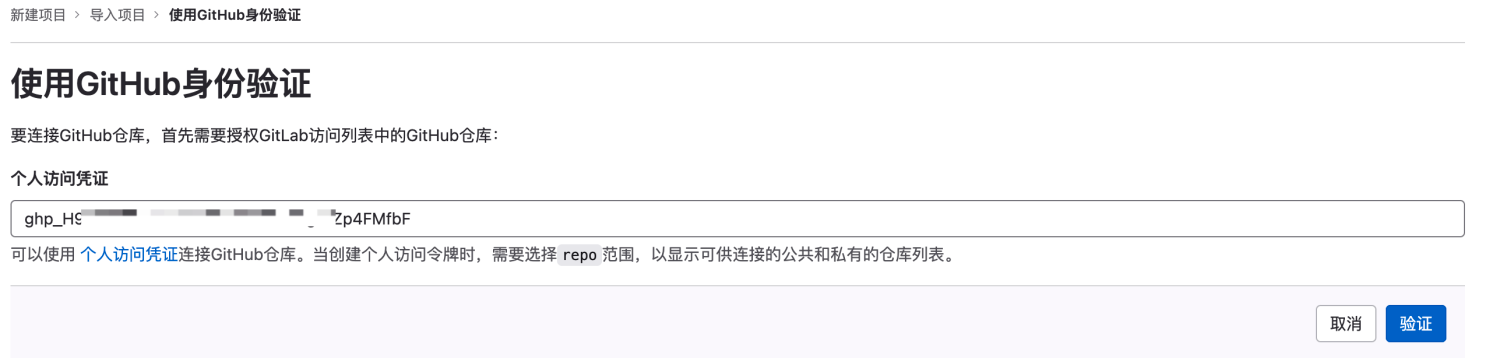 新建项目 > 导入项目 > 使用GitHub身份验证
使用GitHub身份验证
要连接GitHub仓库，首先需要授权GitLab访问列表中的GitHub仓库：
个人访问凭证
ghp_H9 Zp4FMfbF
可以使用 个人访问凭证连接GitHub仓库。当创建个人访问令牌时，需要选择 repo 范围，以显示可供连接的公共和私有的仓库列表。
取消 验证